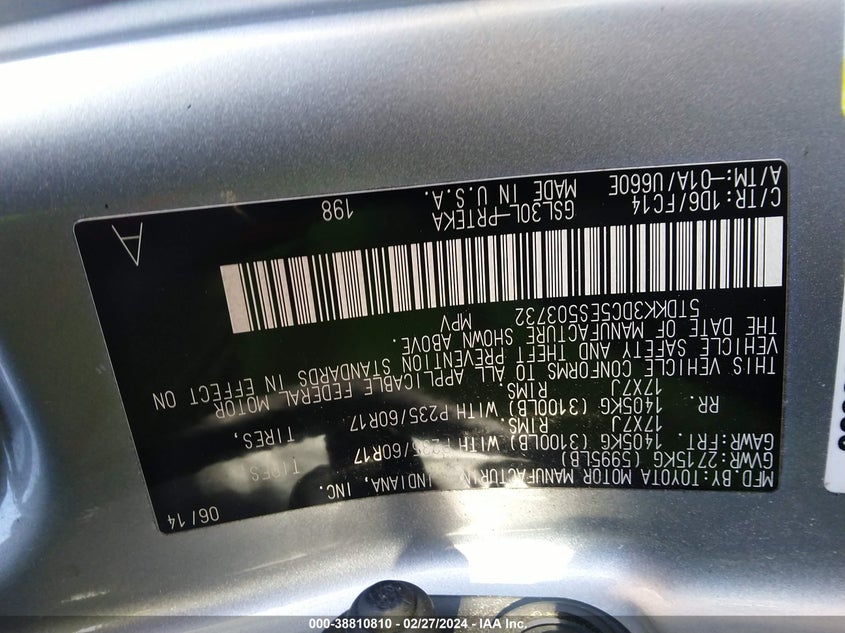 MFD.BY:TOYOTA MOTOR MANUFACTURIN INDIANA, INC. 06/14
GVWR:2715KG (5995LB)
GAWR:FRT. 1405KG (3100LB) WITH P235/60R17 TIRES,
17X7J RIMS
RR. 1405KG (3100LB) WITH P235/60R17 TIRES,
17X7J RIMS
THIS VEHICLE CONFORMS TO ALL APPLICABLE FEDERAL MOTOR
VEHICLE SAFETY AND THEFT PREVENTION STANDARDS IN EFFECT ON
THE DATE OF MANUFACTURE SHOWN ABOVE.
5TDKK3DC5ES503732 MPV
C/TR:1D6/FC14 GSL30L-PRTEKA 198
A/TM:-01A/U660E MADE IN U.S.A.
A
000-38810810 - 02/27/2024 - IAA Inc.